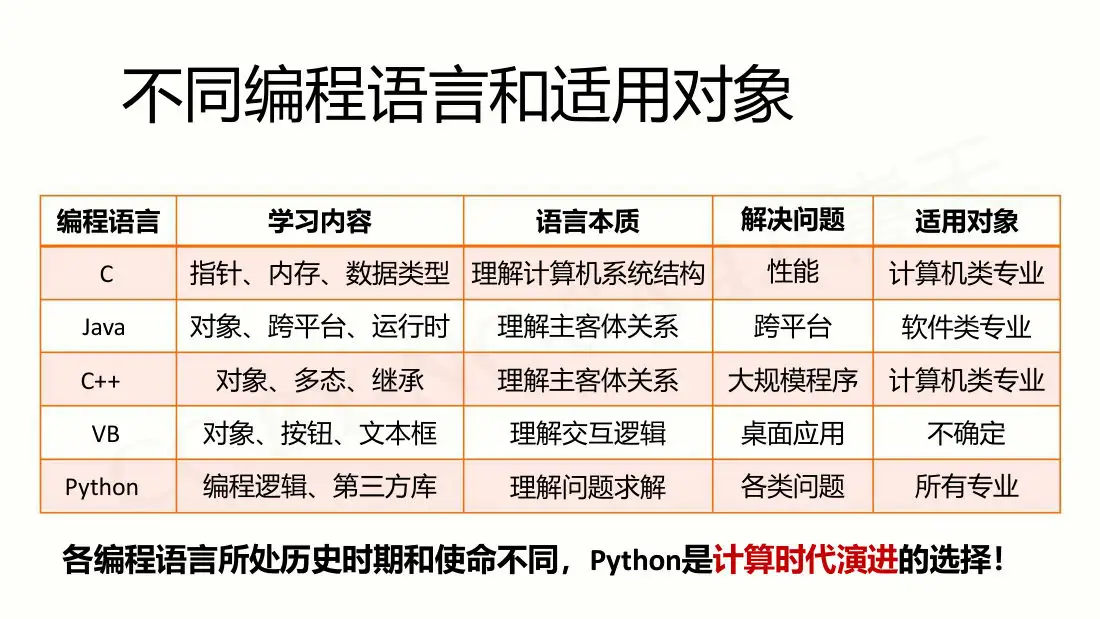 不同编程语言和适用对象
编程语言 学习内容 语言本质 解决问题 适用对象
C 指针、内存、数据类型 理解计算机系统结构 性能 计算机类专业
Java 对象、跨平台、运行时 理解主客体关系 跨平台 软件类专业
C++ 对象、多态、继承 理解主客体关系 大规模程序 计算机类专业
VB 对象、按钮、文本框 理解交互逻辑 桌面应用 不确定
Python 编程逻辑、第三方库 理解问题求解 各类问题 所有专业
各编程语言所处历史时期和使命不同，Python是计算时代演进的选择！